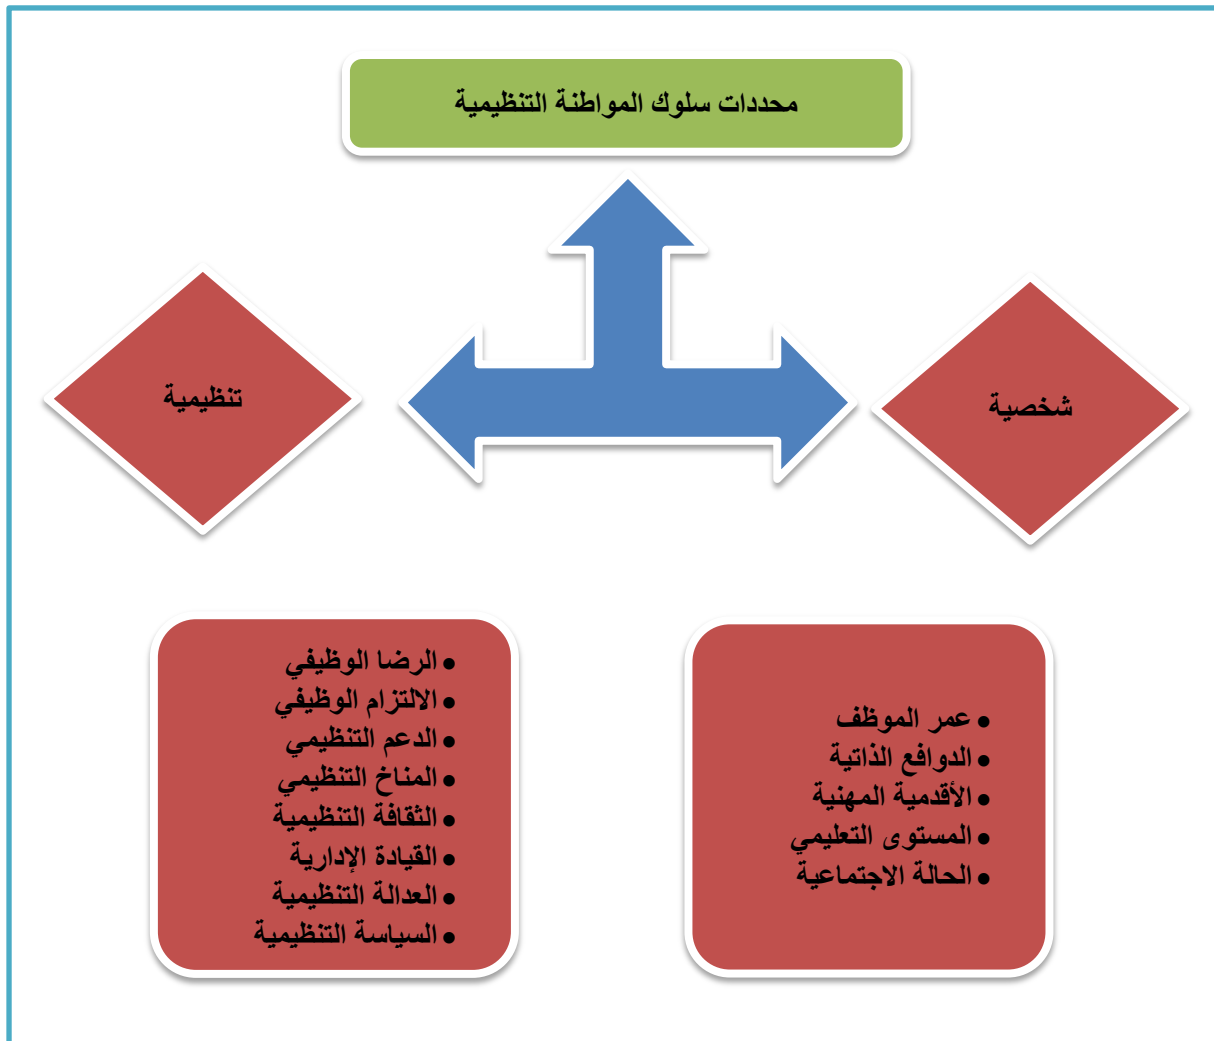 محددات سلوك المواطنة التنظيمية
شخصية
تنظيمية
• عمر الموظف
• الدوافع الذاتية
• الأقدمية المهنية
• المستوى التعليمي
• الحالة الاجتماعية
• الرضا الوظيفي
• الالتزام الوظيفي
• الدعم التنظيمي
• المناخ التنظيمي
• الثقافة التنظيمية
• القيادة الإدارية
• العدالة التنظيمية
• السياسة التنظيمية